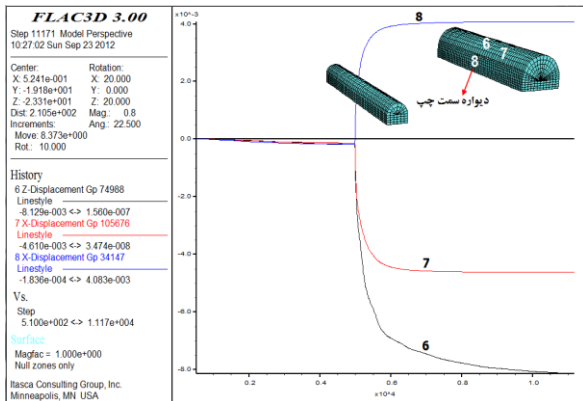 FLAC3D 3.00
Step 11171 Model Perspective
10:27:02 Sun Sep 23 2012
Center: Rotation:
X: 5.241e-001 X: 20.000
Y: -1.918e+001 Y: 0.000
Z: -2.331e+001 Z: 20.000
Dist: 2.105e+002 Mag.: 0.8
Increments: Ang.: 22.500
Move: 8.373e+000
Rot.: 10.000
History
6 Z-Displacement Gp 74988
Linestyle
-8.129e-003 <-> 1.560e-007
7 X-Displacement Gp 105676
Linestyle
-4.610e-003 <-> 3.474e-008
8 X-Displacement Gp 34147
Linestyle
-1.836e-004 <-> 4.083e-003
Vs.
Step
5.100e+002 <-> 1.117e+004
Surface
Magfac = 1.000e+000
Null zones only
Itasca Consulting Group, Inc.
Minneapolis, MN USA
x10^-3
4.0
2.0
0.0
-2.0
-4.0
-6.0
-8.0
0.2 0.4 0.6 0.8 1.0
x10^4
8
7
6
6
7
8
دیواره سمت چپ